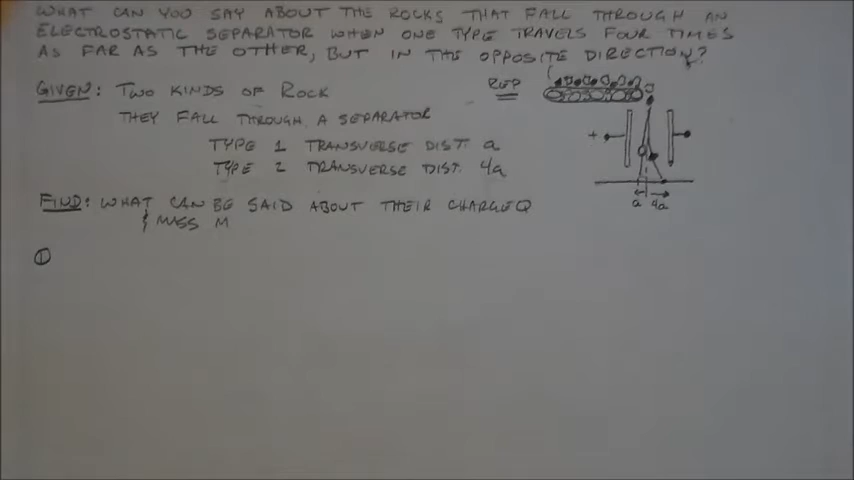 WHAT CAN YOU SAY ABOUT THE ROCKS THAT FALL THROUGH AN
ELECTROSTATIC SEPARATOR WHEN ONE TYPE TRAVELS FOUR TIMES
AS FAR AS THE OTHER, BUT IN THE OPPOSITE DIRECTION?
GIVEN: TWO KINDS OF ROCK
REP
THEY FALL THROUGH A SEPARATOR
TYPE 1 TRANSVERSE DIST. a
+
TYPE 2 TRANSVERSE DIST. 4a
FIND: WHAT CAN BE SAID ABOUT THEIR CHARGE Q
a 4a
& MASS M
①